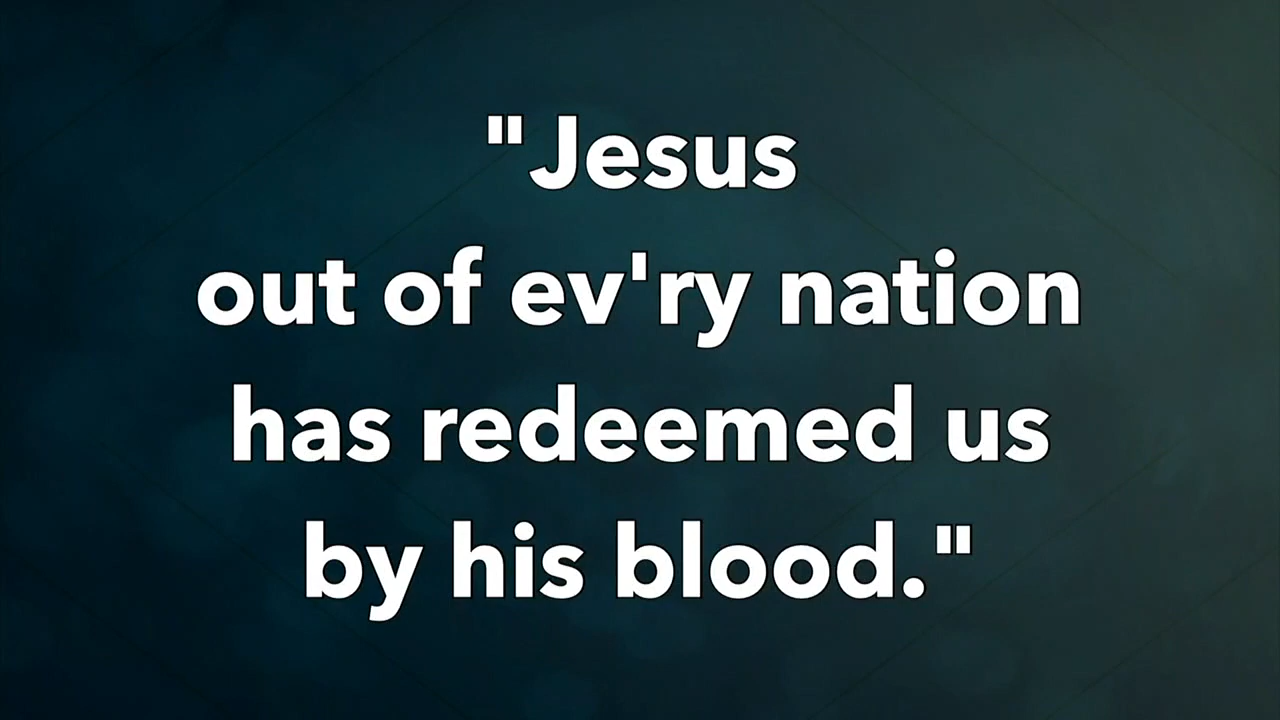 "Jesus
out of ev'ry nation
has redeemed us
by his blood."